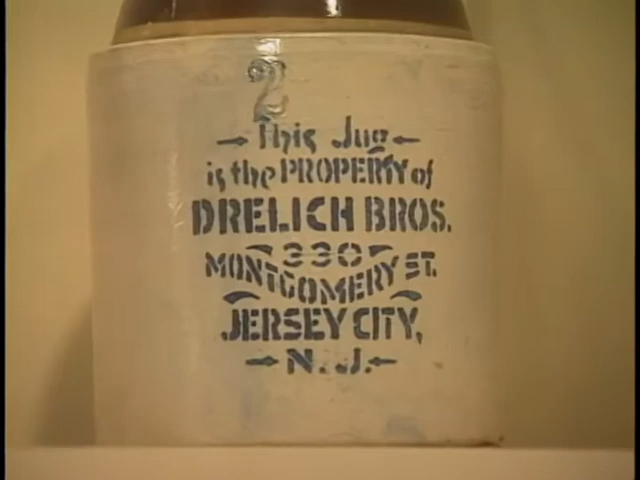 2
This Jug
is the PROPERTY of
DRELICH BROS.
330
MONTGOMERY ST.
JERSEY CITY,
N. J.